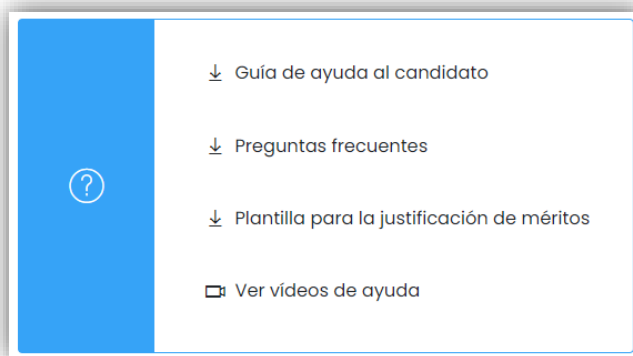 Guía de ayuda al candidato
Preguntas frecuentes
Plantilla para la justificación de méritos
Ver vídeos de ayuda